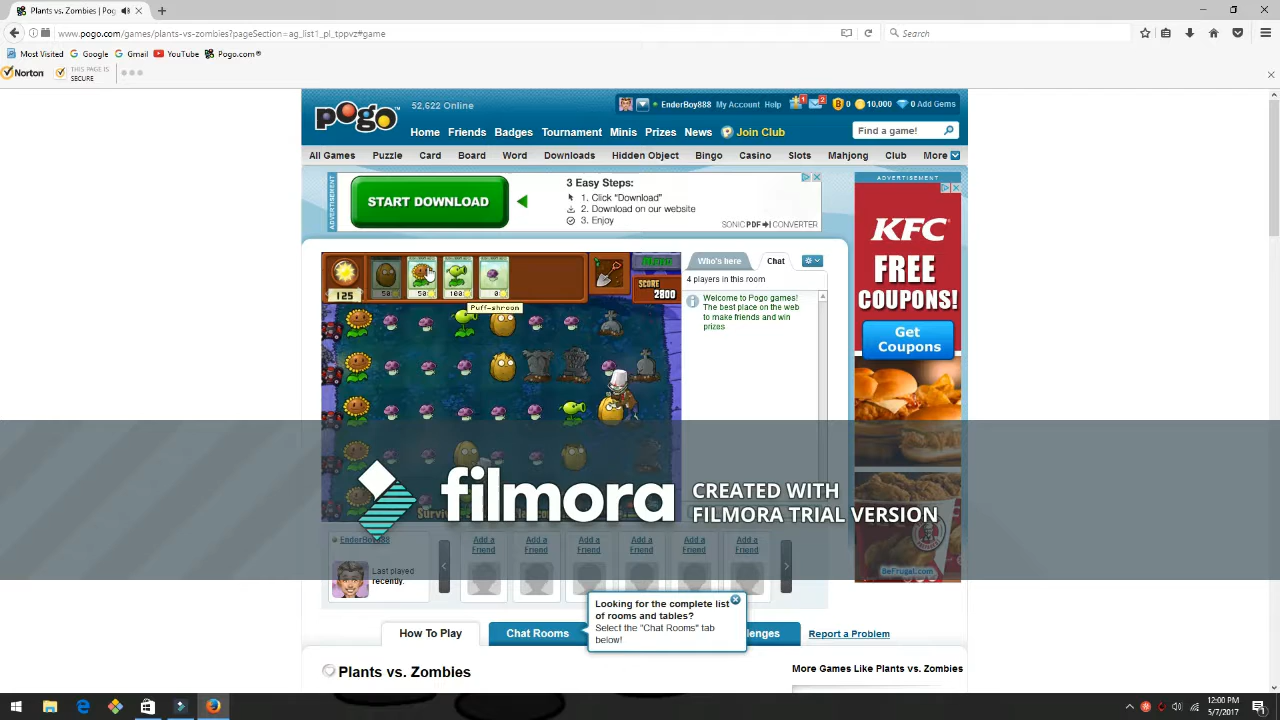 Plants vs. Zombies | Pog
www.pogo.com/games/plants-vs-zombies?pageSection=ag_list1_pl_tppvz#game
Search
Most Visited
Google
Gmail
YouTube
Pogo.com®
Norton
THIS PAGE IS
SECURE
pogo
52,622 Online
EnderBoy888
My Account
Help
1
2
0
10,000
0 Add Gems
Home
Friends
Badges
Tournament
Minis
Prizes
News
Join Club
Find a game!
All Games
Puzzle
Card
Board
Word
Downloads
Hidden Object
Bingo
Casino
Slots
Mahjong
Club
More
ADVERTISEMENT
START DOWNLOAD
3 Easy Steps:
1. Click "Download"
2. Download on our website
3. Enjoy
SONIC PDF CONVERTER
ADVERTISEMENT
KFC
FREE
COUPONS!
Get
Coupons
BeFrugal.com
125
50
50
100
0
Puff-shroom
SCORE
2800
Who's here
Chat
4 players in this room
Welcome to Pogo games!
The best place on the web
to make friends and win
prizes
filmora
CREATED WITH
FILMORA TRIAL VERSION
EnderBoy888
Last played
recently.
Add a
Friend
Add a
Friend
Add a
Friend
Add a
Friend
Add a
Friend
Add a
Friend
Looking for the complete list
of rooms and tables?
Select the "Chat Rooms" tab
below!
How To Play
Chat Rooms
lenges
Report a Problem
Plants vs. Zombies
More Games Like Plants vs. Zombies
12:00 PM
5/7/2017